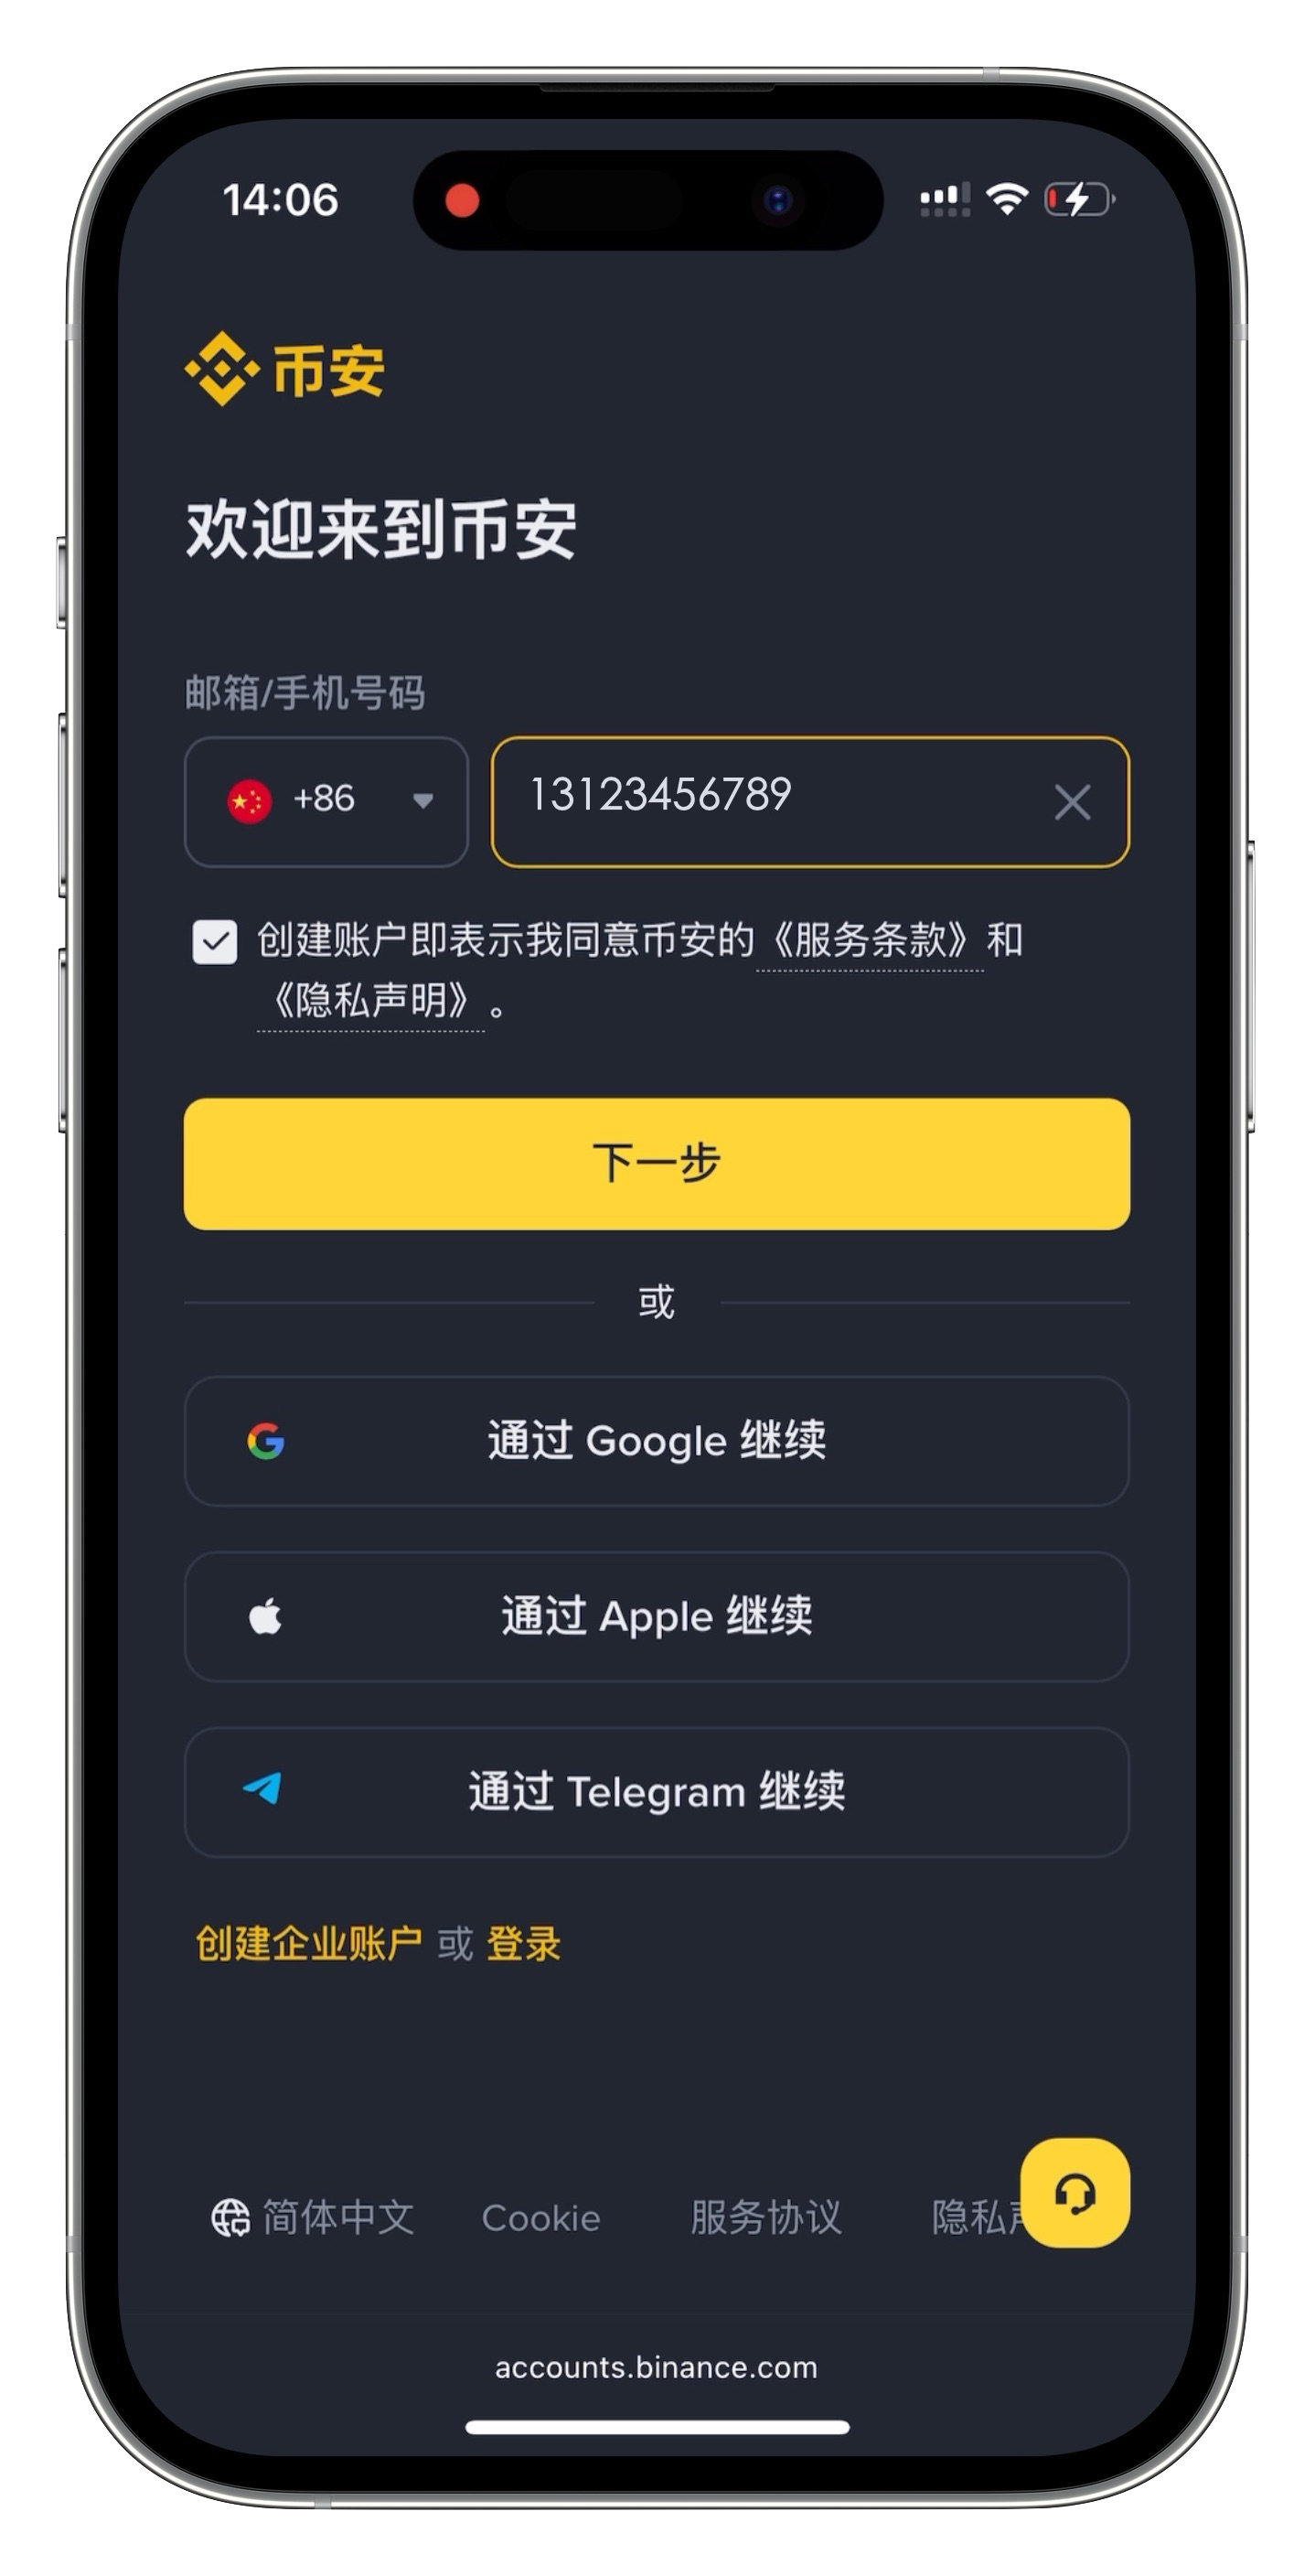 14:06
币安
欢迎来到币安
邮箱/手机号码
+86
13123456789
创建账户即表示我同意币安的《服务条款》和
《隐私声明》。
下一步
或
通过 Google 继续
通过 Apple 继续
通过 Telegram 继续
创建企业账户 或 登录
简体中文 Cookie 服务协议 隐私
accounts.binance.com